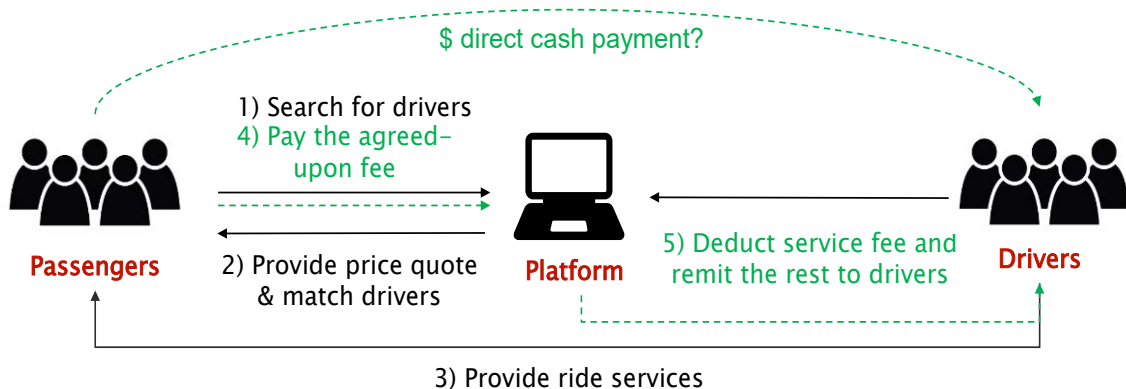 $ direct cash payment?
1) Search for drivers
4) Pay the agreed-
upon fee
Passengers
2) Provide price quote
& match drivers
Platform
5) Deduct service fee and
remit the rest to drivers
Drivers
3) Provide ride services